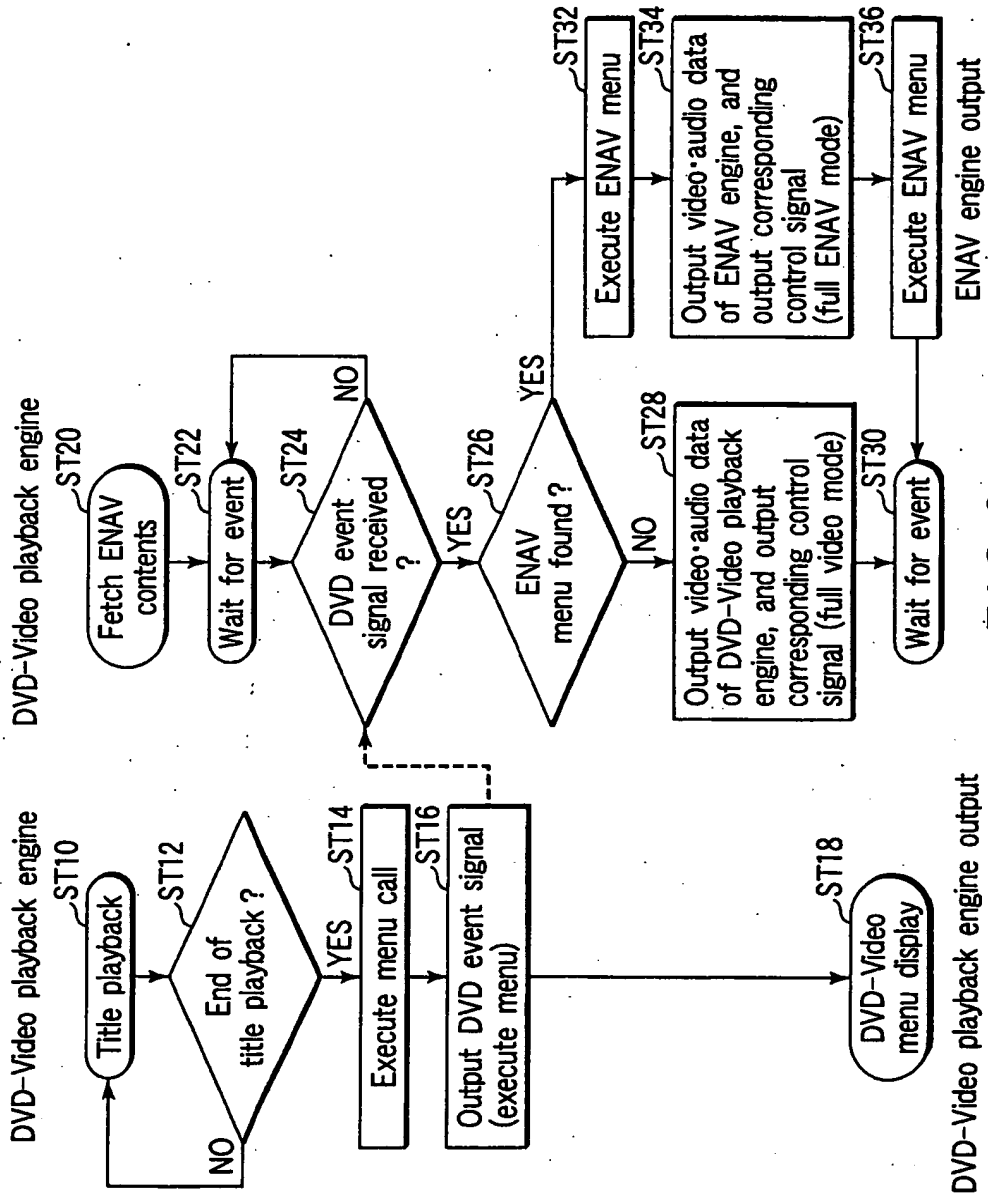 DVD-Video playback engine
ST10
Title playback
ST12
End of
title playback ?
NO
YES
ST14
Execute menu call
ST16
Output DVD event signal
(execute menu)
ST18
DVD-Video
menu display
DVD-Video playback engine output
DVD-Video playback engine
ST20
Fetch ENAV
contents
ST22
Wait for event
ST24
DVD event
signal received
?
NO
YES
ST26
ENAV
menu found ?
YES
NO
ST28
Output video·audio data
of DVD-Video playback
engine, and output
corresponding control
signal (full video mode)
ST30
Wait for event
ST32
Execute ENAV menu
ST34
Output video·audio data
of ENAV engine, and
output corresponding
control signal
(full ENAV mode)
ST36
Execute ENAV menu
ENAV engine output